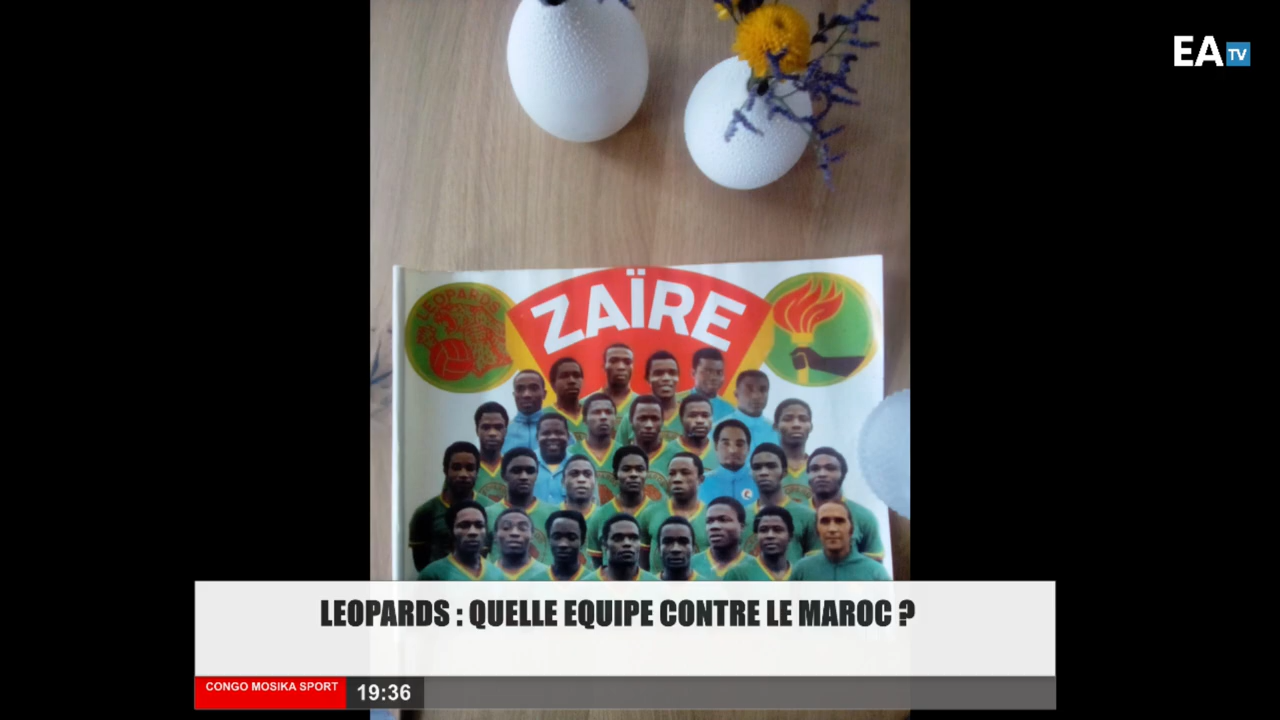 EA TV
LEOPARDS
ZAÏRE
LEOPARDS : QUELLE EQUIPE CONTRE LE MAROC ?
CONGO MOSIKA SPORT
19:36